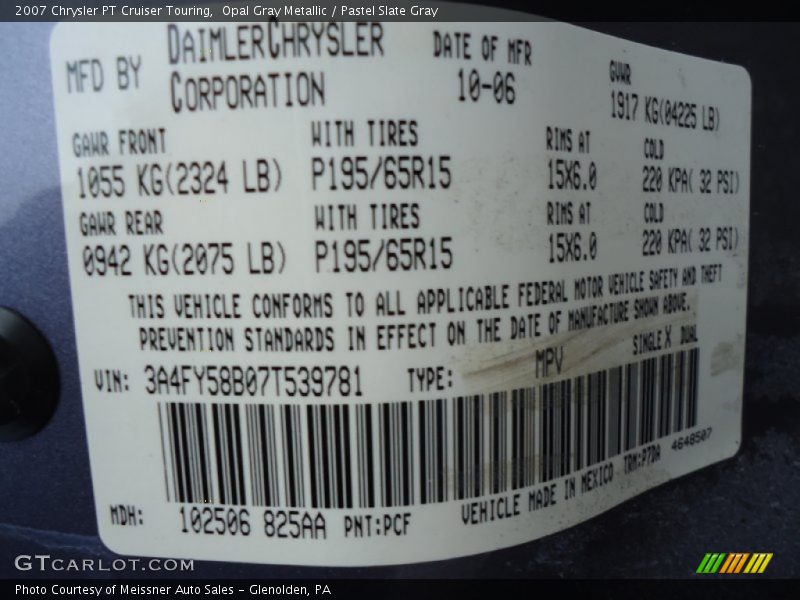 2007 Chrysler PT Cruiser Touring, Opal Gray Metallic / Pastel Slate Gray
MFD BY DAIMLERCHRYSLER CORPORATION
DATE OF MFR
10-06
GVWR
1917 KG(04225 LB)
GAWR FRONT WITH TIRES RIMS AT COLD
1055 KG(2324 LB) P195/65R15 15X6.0 220 KPA( 32 PSI)
GAWR REAR WITH TIRES RIMS AT COLD
0942 KG(2075 LB) P195/65R15 15X6.0 220 KPA( 32 PSI)
THIS VEHICLE CONFORMS TO ALL APPLICABLE FEDERAL MOTOR VEHICLE SAFETY AND THEFT
PREVENTION STANDARDS IN EFFECT ON THE DATE OF MANUFACTURE SHOWN ABOVE.
VIN: 3A4FY58B07T539781 TYPE: MPV SINGLE X DUAL
MDH: 102506 825AA PNT:PCF VEHICLE MADE IN MEXICO TRM:P7DA 4648507
GTCARLOT.COM
Photo Courtesy of Meissner Auto Sales - Glenolden, PA